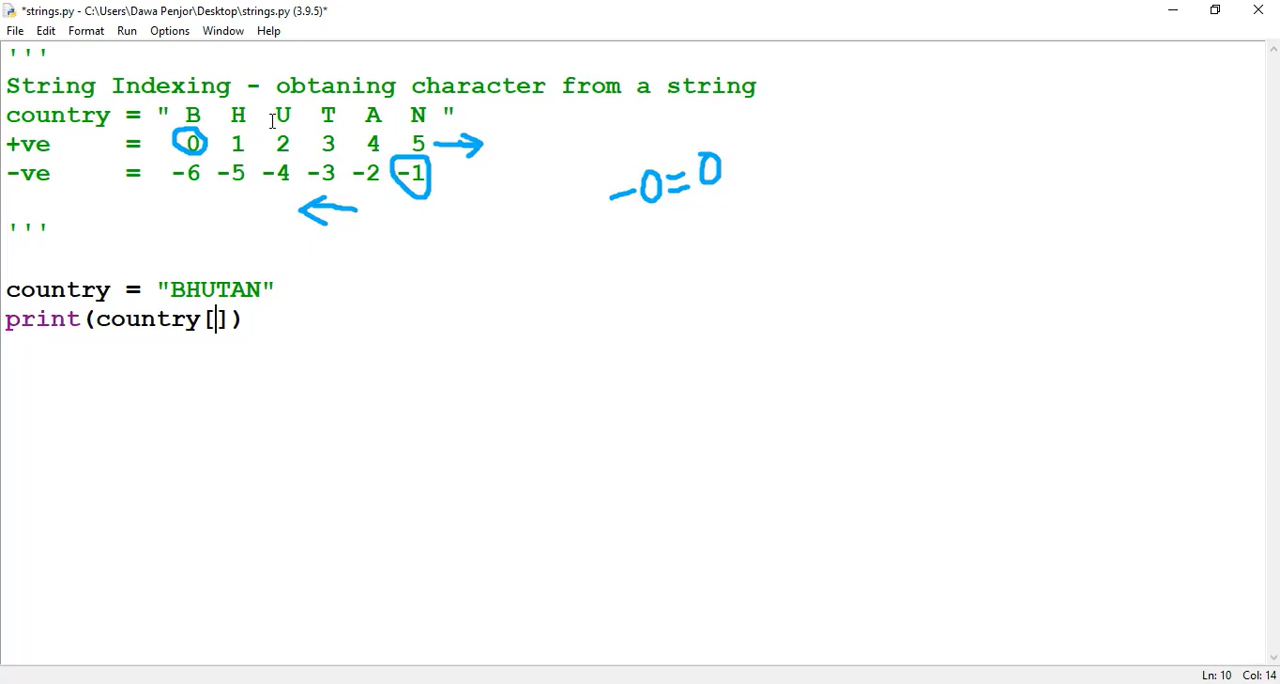 *strings.py - C:\Users\Dawa Penjor\Desktop\strings.py (3.9.5)*
File Edit Format Run Options Window Help
'''
String Indexing - obtaning character from a string
country = " B H U T A N "
+ve = 0 1 2 3 4 5
-ve = -6 -5 -4 -3 -2 -1
-0=0
'''
country = "BHUTAN"
print(country[])
Ln: 10 Col: 14